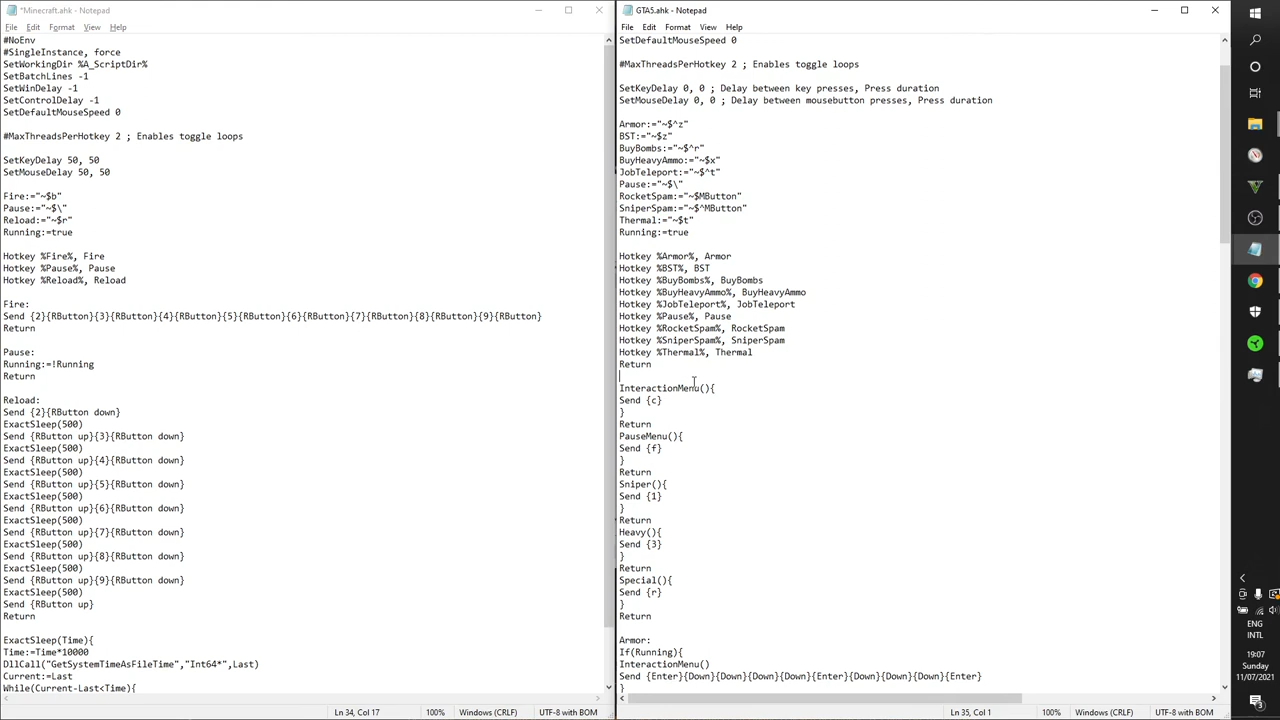 *Minecraft.ahk - Notepad
File Edit Format View Help
#NoEnv
#SingleInstance, force
SetWorkingDir %A_ScriptDir%
SetBatchLines -1
SetWinDelay -1
SetControlDelay -1
SetDefaultMouseSpeed 0
#MaxThreadsPerHotkey 2 ; Enables toggle loops
SetKeyDelay 50, 50
SetMouseDelay 50, 50
Fire:="~$b"
Pause:="~$\"
Reload:="~$r"
Running:=true
Hotkey %Fire%, Fire
Hotkey %Pause%, Pause
Hotkey %Reload%, Reload
Fire:
Send {2}{RButton}{3}{RButton}{4}{RButton}{5}{RButton}{6}{RButton}{7}{RButton}{8}{RButton}{9}{RButton}
Return
Pause:
Running:=!Running
Return
Reload:
Send {2}{RButton down}
ExactSleep(500)
Send {RButton up}{3}{RButton down}
ExactSleep(500)
Send {RButton up}{4}{RButton down}
ExactSleep(500)
Send {RButton up}{5}{RButton down}
ExactSleep(500)
Send {RButton up}{6}{RButton down}
ExactSleep(500)
Send {RButton up}{7}{RButton down}
ExactSleep(500)
Send {RButton up}{8}{RButton down}
ExactSleep(500)
Send {RButton up}{9}{RButton down}
ExactSleep(500)
Send {RButton up}
Return
ExactSleep(Time){
Time:=Time*10000
DllCall("GetSystemTimeAsFileTime","Int64*",Last)
Current:=Last
While(Current-Last<Time){
Ln 34, Col 17 100% Windows (CRLF) UTF-8 with BOM
GTA5.ahk - Notepad
File Edit Format View Help
SetDefaultMouseSpeed 0
#MaxThreadsPerHotkey 2 ; Enables toggle loops
SetKeyDelay 0, 0 ; Delay between key presses, Press duration
SetMouseDelay 0, 0 ; Delay between mousebutton presses, Press duration
Armor:="~$^z"
BST:="~$z"
BuyBombs:="~$^r"
BuyHeavyAmmo:="~$x"
JobTeleport:="~$^t"
Pause:="~$\"
RocketSpam:="~$MButton"
SniperSpam:="~$^MButton"
Thermal:="~$t"
Running:=true
Hotkey %Armor%, Armor
Hotkey %BST%, BST
Hotkey %BuyBombs%, BuyBombs
Hotkey %BuyHeavyAmmo%, BuyHeavyAmmo
Hotkey %JobTeleport%, JobTeleport
Hotkey %Pause%, Pause
Hotkey %RocketSpam%, RocketSpam
Hotkey %SniperSpam%, SniperSpam
Hotkey %Thermal%, Thermal
Return
InteractionMenu(){
Send {c}
}
Return
PauseMenu(){
Send {f}
}
Return
Sniper(){
Send {1}
}
Return
Heavy(){
Send {3}
}
Return
Special(){
Send {r}
}
Return
Armor:
If(Running){
InteractionMenu()
Send {Enter}{Down}{Down}{Down}{Down}{Enter}{Down}{Down}{Down}{Enter}
}
Ln 35, Col 1 100% Windows (CRLF) UTF-8 with BOM
ENG
INTL
19:07
Sunday
11/07/2021
3